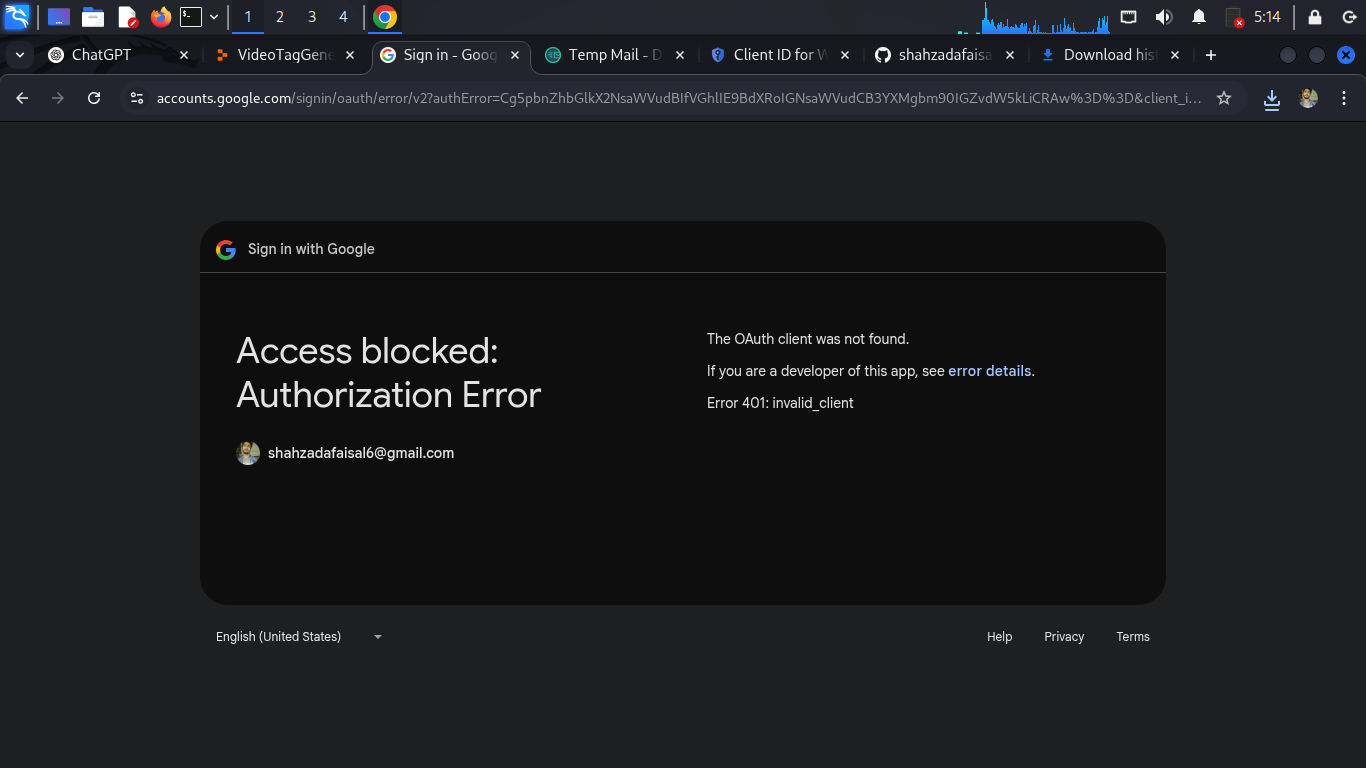 1 2 3 4 5:14
ChatGPT VideoTagGene Sign in - Goog Temp Mail - D Client ID for W shahzadafaisa Download hist
accounts.google.com/signin/oauth/error/v2?authError=Cg5pbnZhbGlkX2NsaWVudBIfVGhlIE9BdXRoIGNsaWVudCB3YXMgbm90IGZvdW5kLiCRAw%3D%3D&client_i...
Sign in with Google
Access blocked:
Authorization Error
shahzadafaisal6@gmail.com
The OAuth client was not found.
If you are a developer of this app, see error details.
Error 401: invalid_client
English (United States) Help Privacy Terms